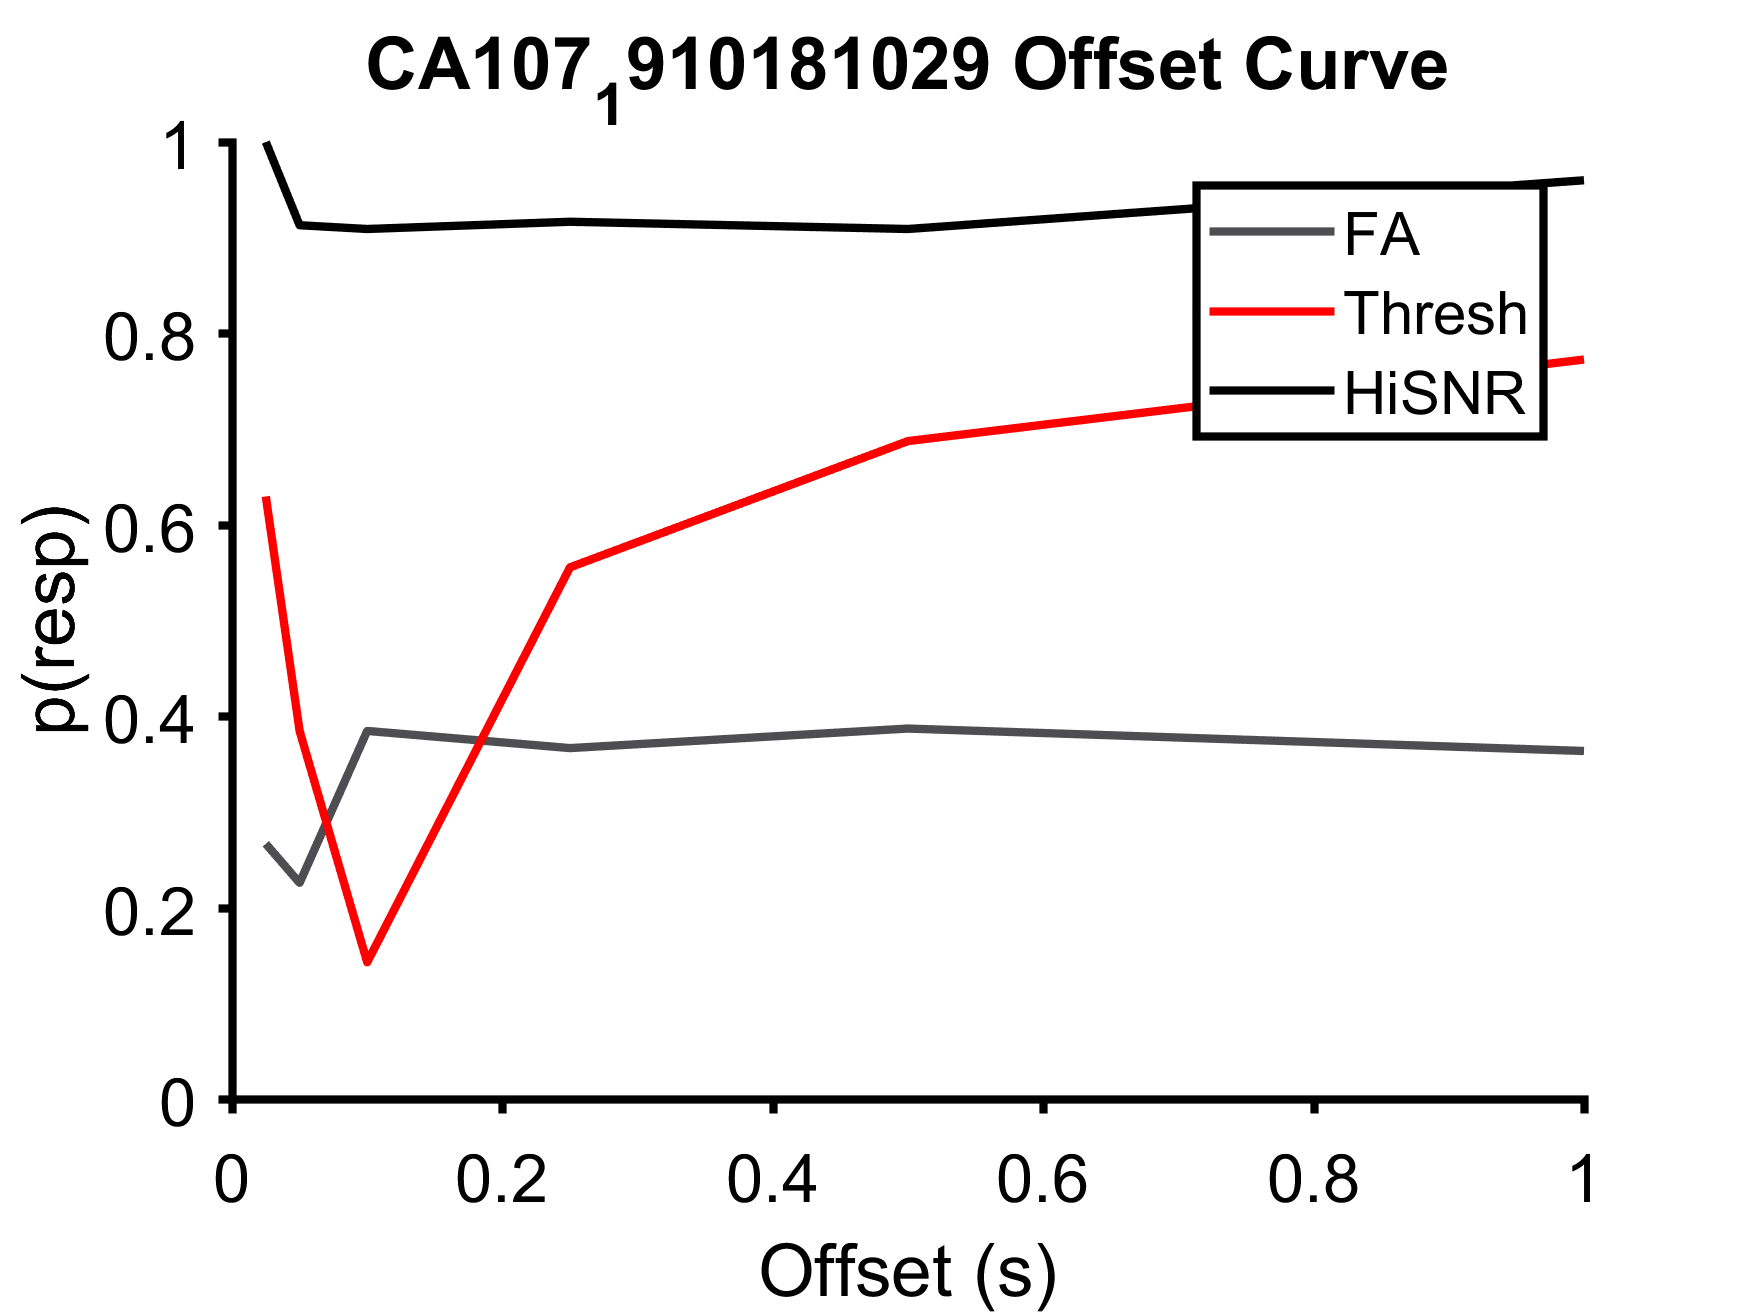 CA107₁910181029 Offset Curve
1
0.8
0.6
0.4
0.2
0
p(resp)
FA
Thresh
HiSNR
0 0.2 0.4 0.6 0.8 1
Offset (s)